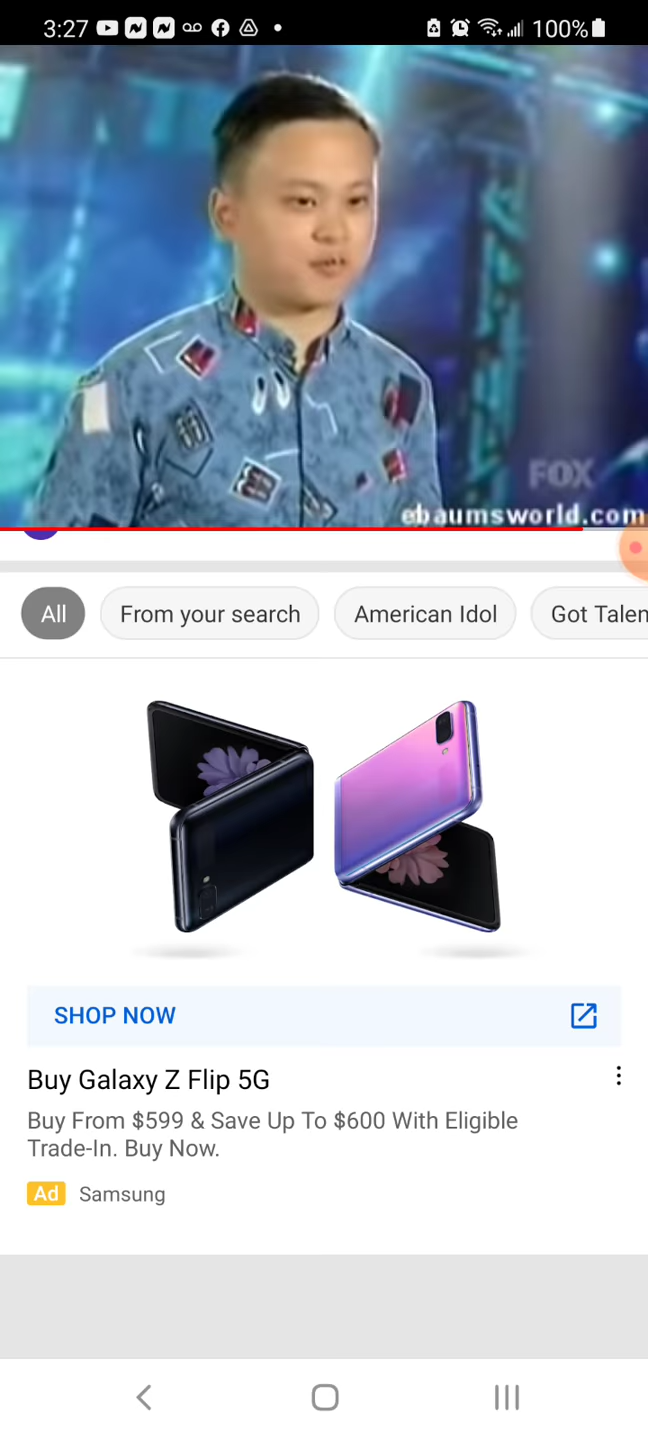 3:27
100%
FOX
ebaumsworld.com
All
From your search
American Idol
Got Talen
SHOP NOW
Buy Galaxy Z Flip 5G
Buy From $599 & Save Up To $600 With Eligible
Trade-In. Buy Now.
Ad Samsung